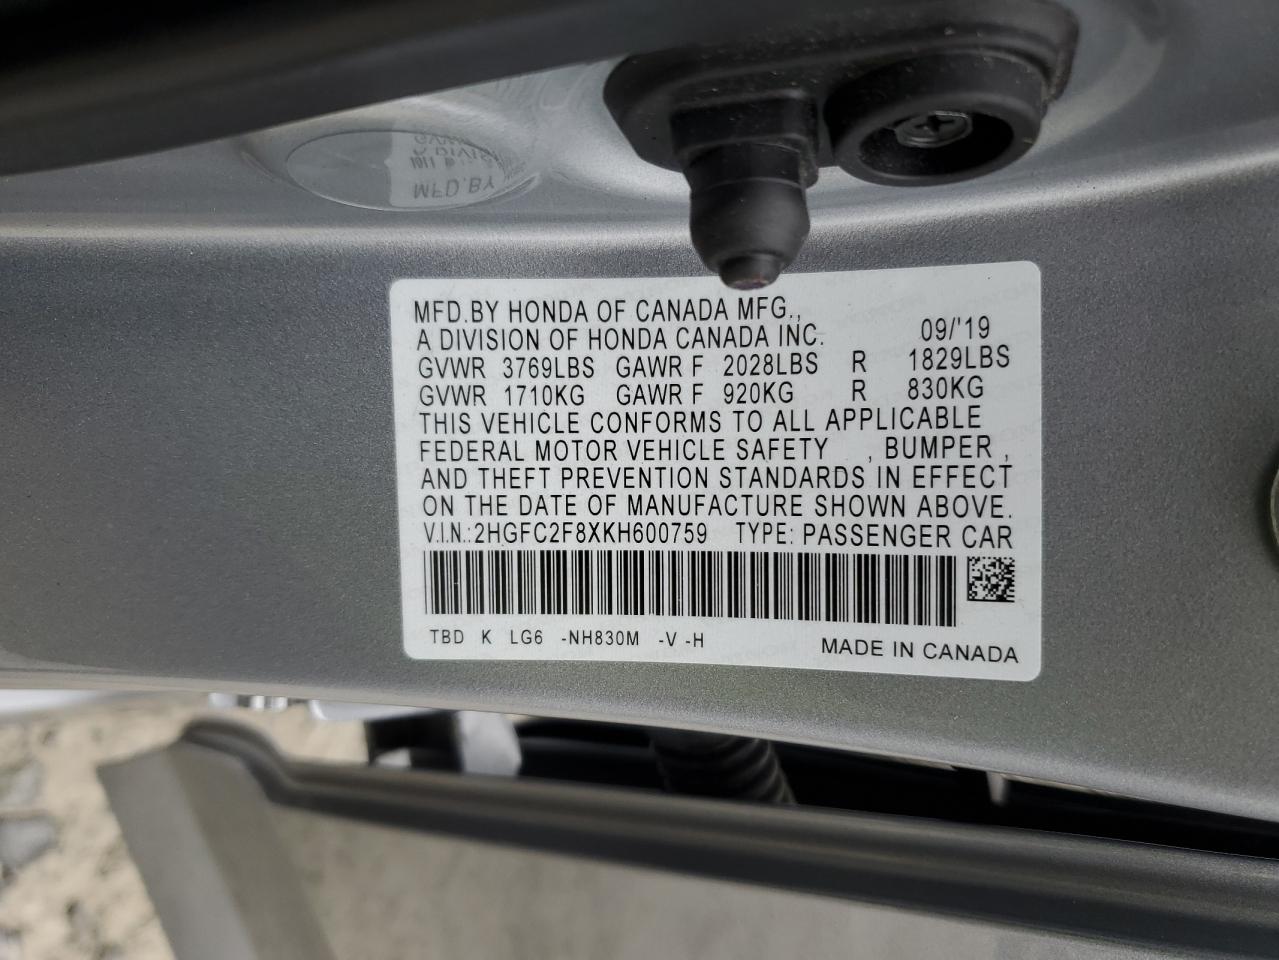 MFD.BY HONDA OF CANADA MFG.,
A DIVISION OF HONDA CANADA INC. 09/'19
GVWR 3769LBS GAWR F 2028LBS R 1829LBS
GVWR 1710KG GAWR F 920KG R 830KG
THIS VEHICLE CONFORMS TO ALL APPLICABLE
FEDERAL MOTOR VEHICLE SAFETY , BUMPER ,
AND THEFT PREVENTION STANDARDS IN EFFECT
ON THE DATE OF MANUFACTURE SHOWN ABOVE.
V.I.N.:2HGFC2F8XKH600759 TYPE: PASSENGER CAR
TBD K LG6 -NH830M -V -H
MADE IN CANADA